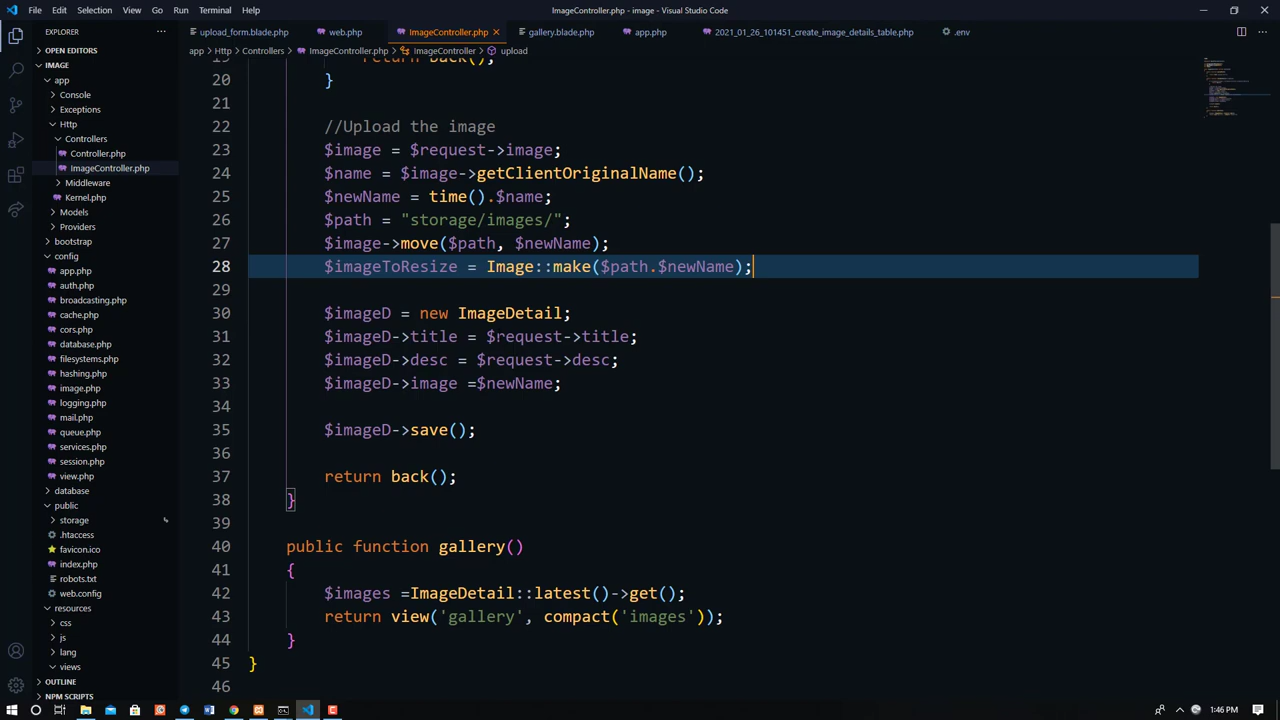 File Edit Selection View Go Run Terminal Help
ImageController.php - image - Visual Studio Code
EXPLORER
upload_form.blade.php web.php ImageController.php gallery.blade.php app.php 2021_01_26_101451_create_image_details_table.php .env
OPEN EDITORS
app > Http > Controllers > ImageController.php > ImageController > upload
IMAGE
app
Console
Exceptions
Http
Controllers
Controller.php
ImageController.php
Middleware
Kernel.php
Models
Providers
bootstrap
config
app.php
auth.php
broadcasting.php
cache.php
cors.php
database.php
filesystems.php
hashing.php
image.php
logging.php
mail.php
queue.php
services.php
session.php
view.php
database
public
storage
.htaccess
favicon.ico
index.php
robots.txt
web.config
resources
css
js
lang
views
OUTLINE
NPM SCRIPTS
19 return back();
20 }
21
22 //Upload the image
23 $image = $request->image;
24 $name = $image->getClientOriginalName();
25 $newName = time().$name;
26 $path = "storage/images/";
27 $image->move($path, $newName);
28 $imageToResize = Image::make($path.$newName);
30 $imageD = new ImageDetail;
31 $imageD->title = $request->title;
32 $imageD->desc = $request->desc;
33 $imageD->image =$newName;
34
35 $imageD->save();
36
37 return back();
38 }
39
40 public function gallery()
41 {
42 $images =ImageDetail::latest()->get();
43 return view('gallery', compact('images'));
44 }
45 }
46
1:46 PM